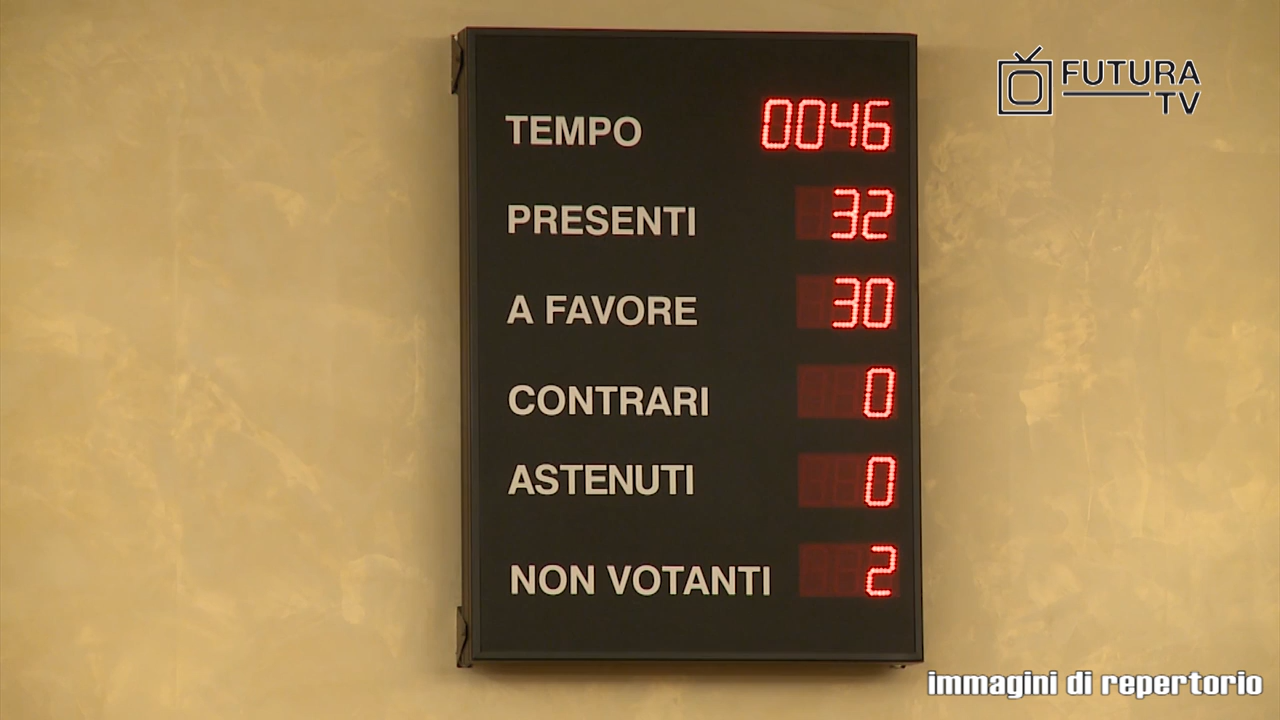 FUTURA
TV
TEMPO 0046
PRESENTI 32
A FAVORE 30
CONTRARI 0
ASTENUTI 0
NON VOTANTI 2
immagini di repertorio